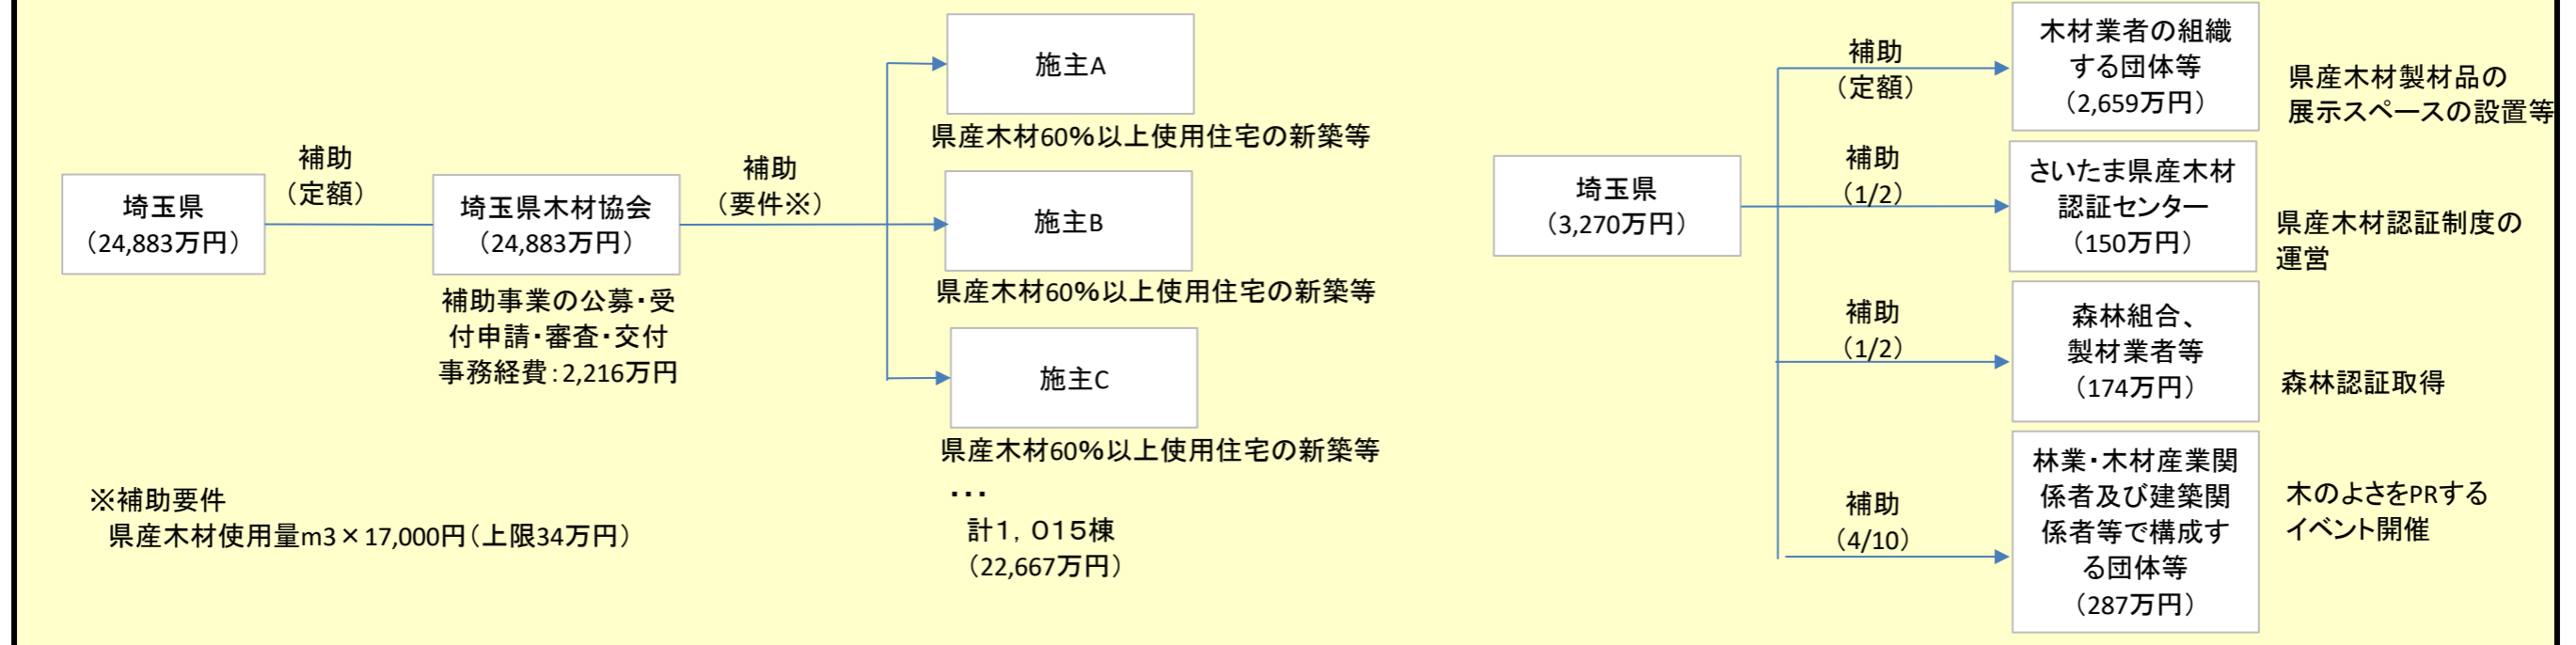 埼玉県
（24,883万円）
補助
（定額）
埼玉県木材協会
（24,883万円）
補助事業の公募・受
付申請・審査・交付
事務経費：2,216万円
補助
（要件※）
施主A
県産木材60％以上使用住宅の新築等
施主B
県産木材60％以上使用住宅の新築等
施主C
県産木材60％以上使用住宅の新築等
・・・
計１，０１５棟
（22,667万円）
※補助要件
県産木材使用量m3×17,000円（上限34万円）
埼玉県
（3,270万円）
補助
（定額）
木材業者の組織
する団体等
（2,659万円）
県産木材製材品の
展示スペースの設置等
補助
（1/2）
さいたま県産木材
認証センター
（150万円）
県産木材認証制度の
運営
補助
（1/2）
森林組合、
製材業者等
（174万円）
森林認証取得
補助
（4/10）
林業・木材産業関
係者及び建築関
係者等で構成す
る団体等
（287万円）
木のよさをPRする
イベント開催